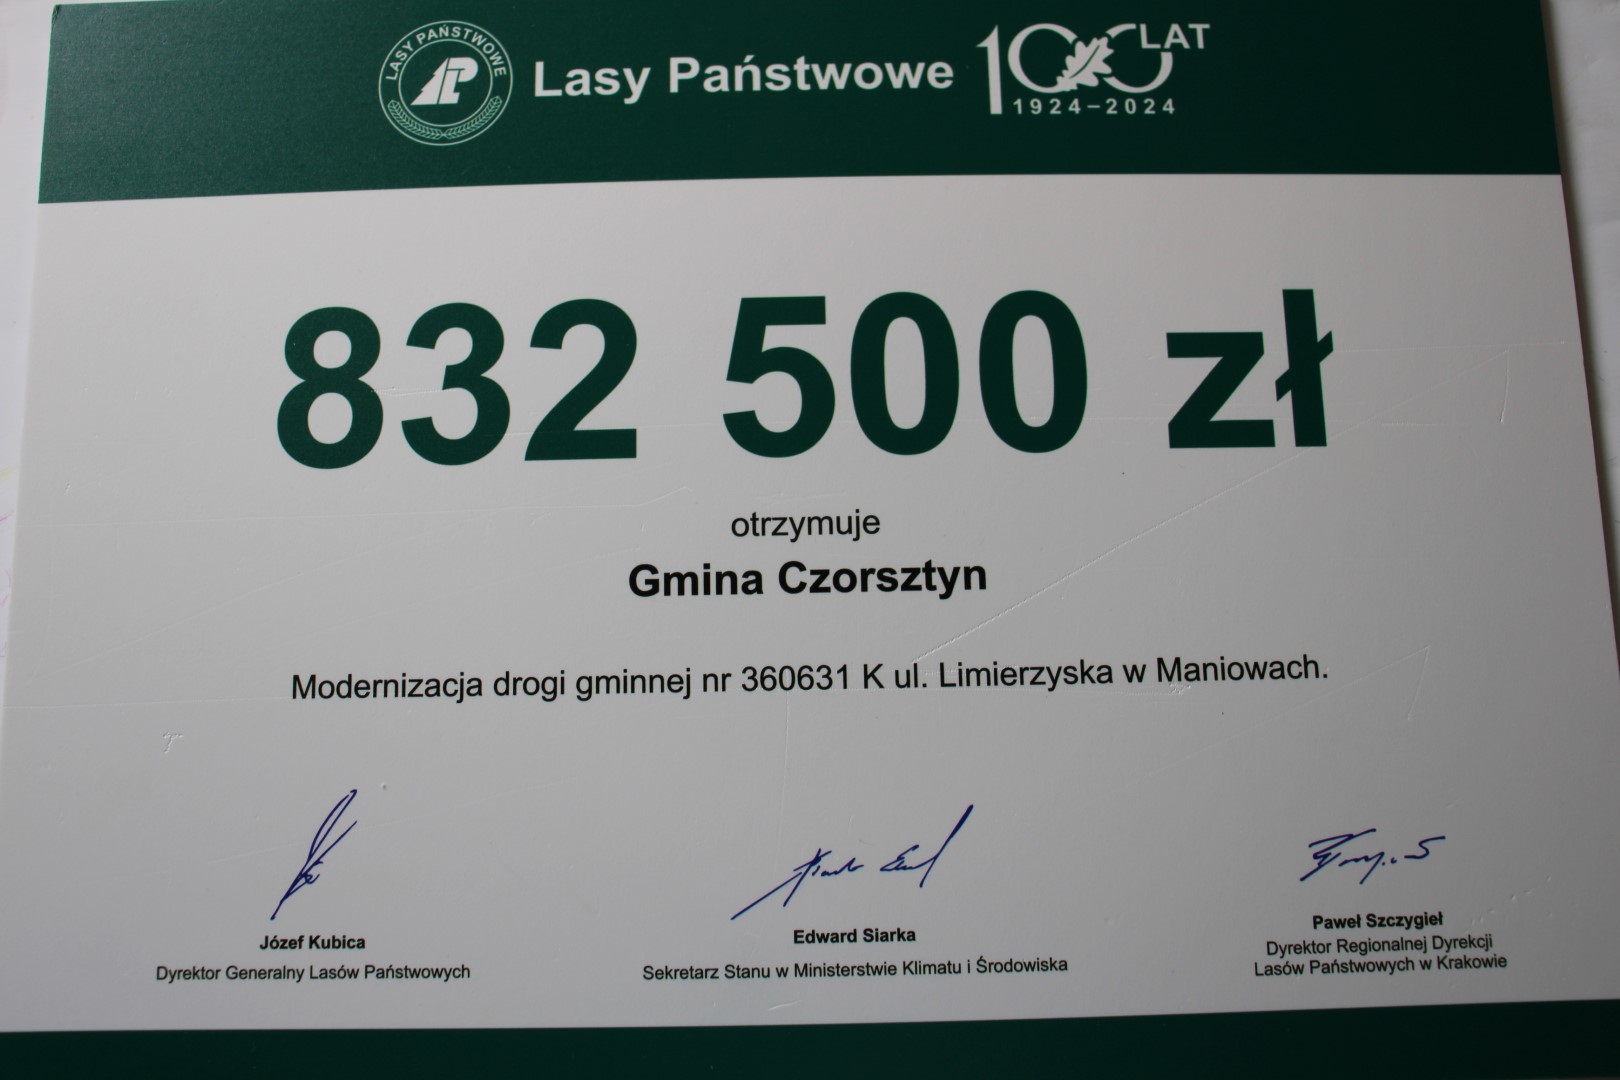 LASY PAŃSTWOWE
LP
Lasy Państwowe
100 LAT
1924–2024
832 500 zł
otrzymuje
Gmina Czorsztyn
Modernizacja drogi gminnej nr 360631 K ul. Limierzyska w Maniowach.
Józef Kubica
Dyrektor Generalny Lasów Państwowych
Edward Siarka
Sekretarz Stanu w Ministerstwie Klimatu i Środowiska
Paweł Szczygieł
Dyrektor Regionalnej Dyrekcji
Lasów Państwowych w Krakowie